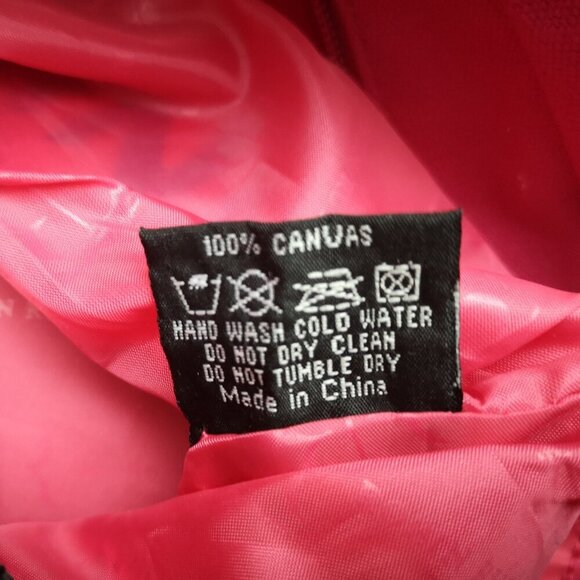 100% CANVAS
HAND WASH COLD WATER
DO NOT DRY CLEAN
DO NOT TUMBLE DRY
Made in China